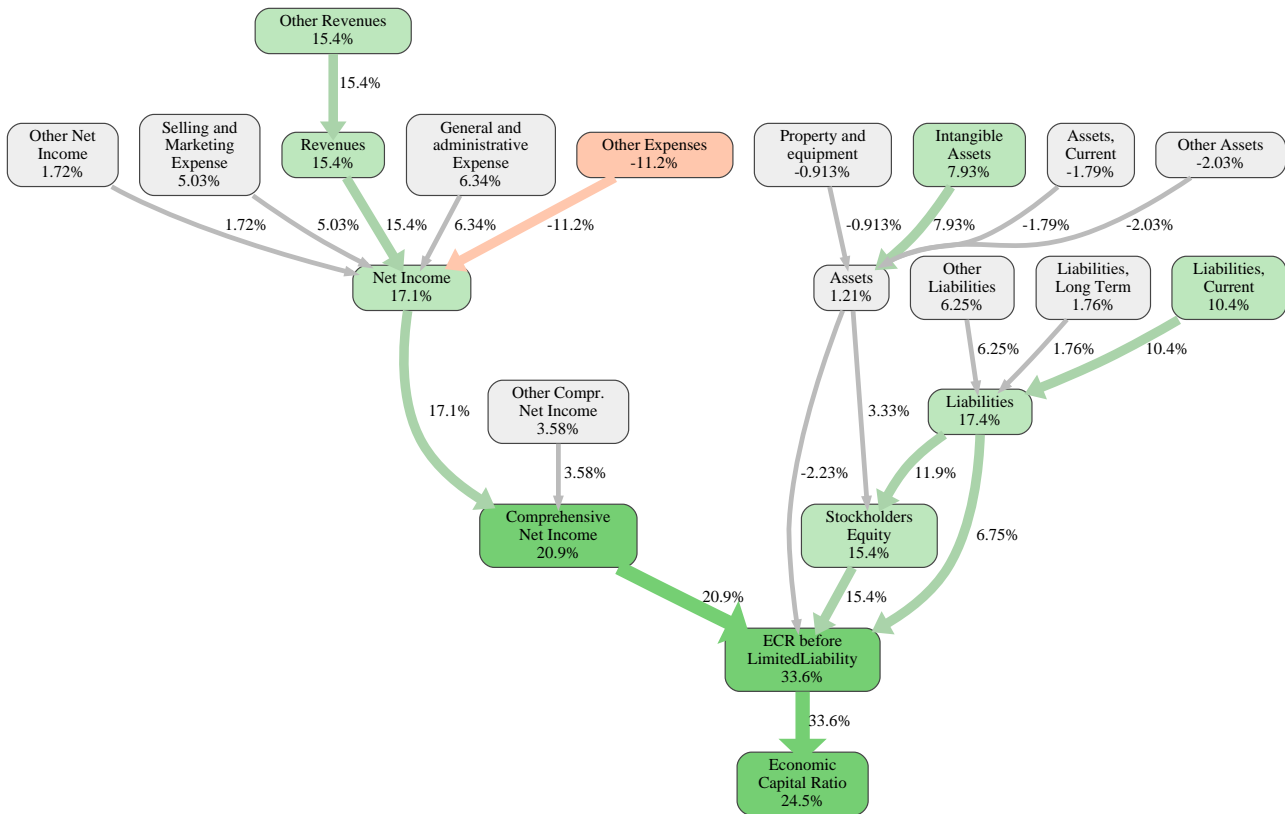 Other Revenues
15.4%
15.4%
Other Net
Income
1.72%
Selling and
Marketing
Expense
5.03%
Revenues
15.4%
General and
administrative
Expense
6.34%
Other Expenses
-11.2%
Property and
equipment
-0.913%
Intangible
Assets
7.93%
Assets,
Current
-1.79%
Other Assets
-2.03%
1.72%
5.03%
15.4%
6.34%
-11.2%
-0.913%
7.93%
-1.79%
-2.03%
Net Income
17.1%
Assets
1.21%
Other
Liabilities
6.25%
Liabilities,
Long Term
1.76%
Liabilities,
Current
10.4%
6.25%
1.76%
10.4%
17.1%
Other Compr.
Net Income
3.58%
3.33%
Liabilities
17.4%
3.58%
-2.23%
11.9%
Comprehensive
Net Income
20.9%
Stockholders
Equity
15.4%
6.75%
20.9%
15.4%
ECR before
LimitedLiability
33.6%
33.6%
Economic
Capital Ratio
24.5%